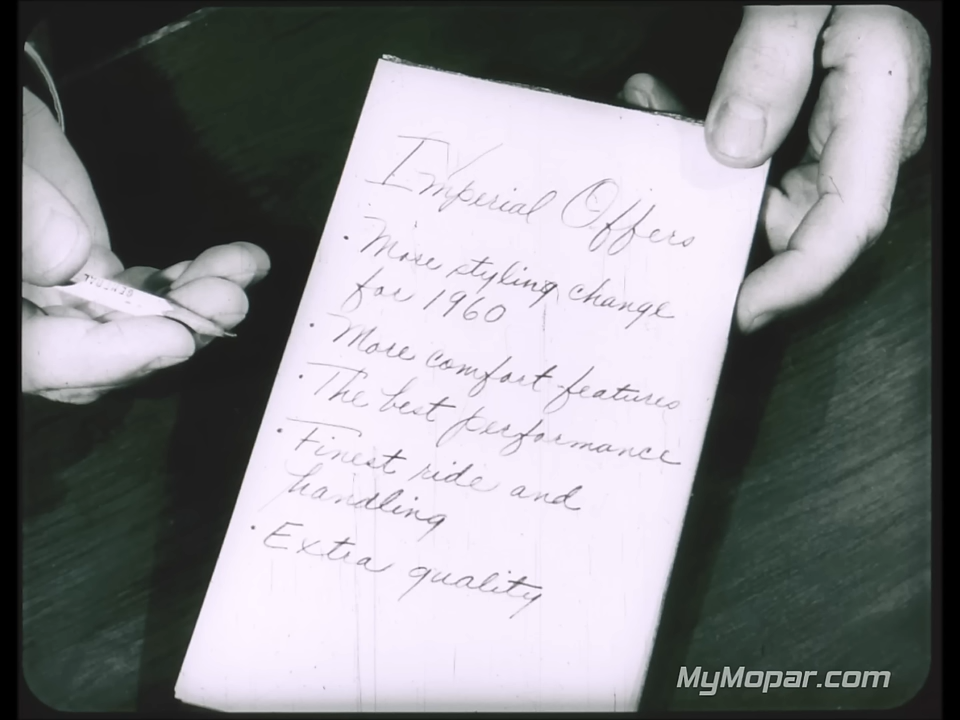 Imperial Offers
· More styling change
for 1960
· More comfort features
· The best performance
· Finest ride and
handling
· Extra quality
MyMopar.com